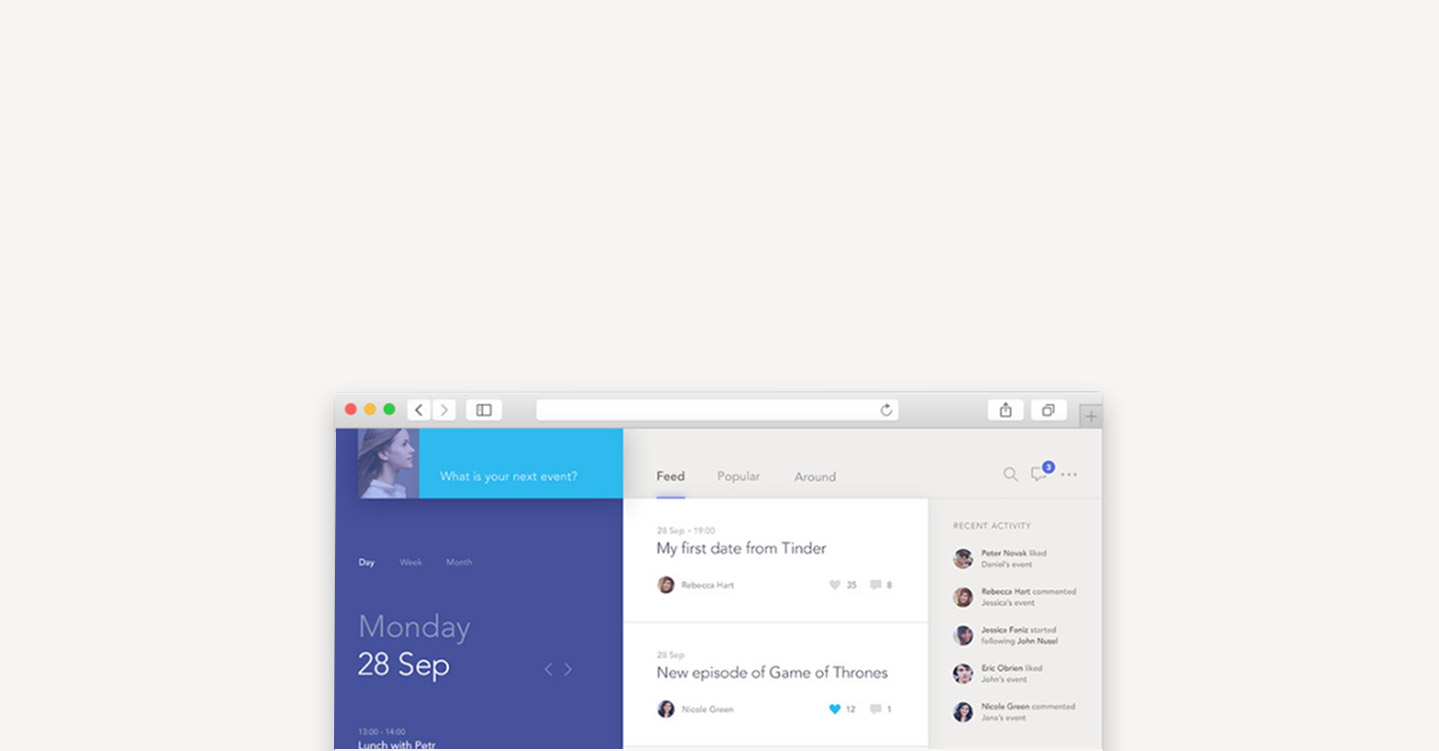 What is your next event?
Day Week Month
Monday
28 Sep
13:00 - 14:00
Lunch with Petr
Feed Popular Around
3
28 Sep • 19:00
My first date from Tinder
Rebecca Hart 35 8
28 Sep
New episode of Game of Thrones
Nicole Green 12 1
RECENT ACTIVITY
Peter Novak liked
Daniel's event
Rebecca Hart commented
Jessica's event
Jessica Faniz started
following John Nusel
Eric Obrien liked
John's event
Nicole Green commented
Jana's event